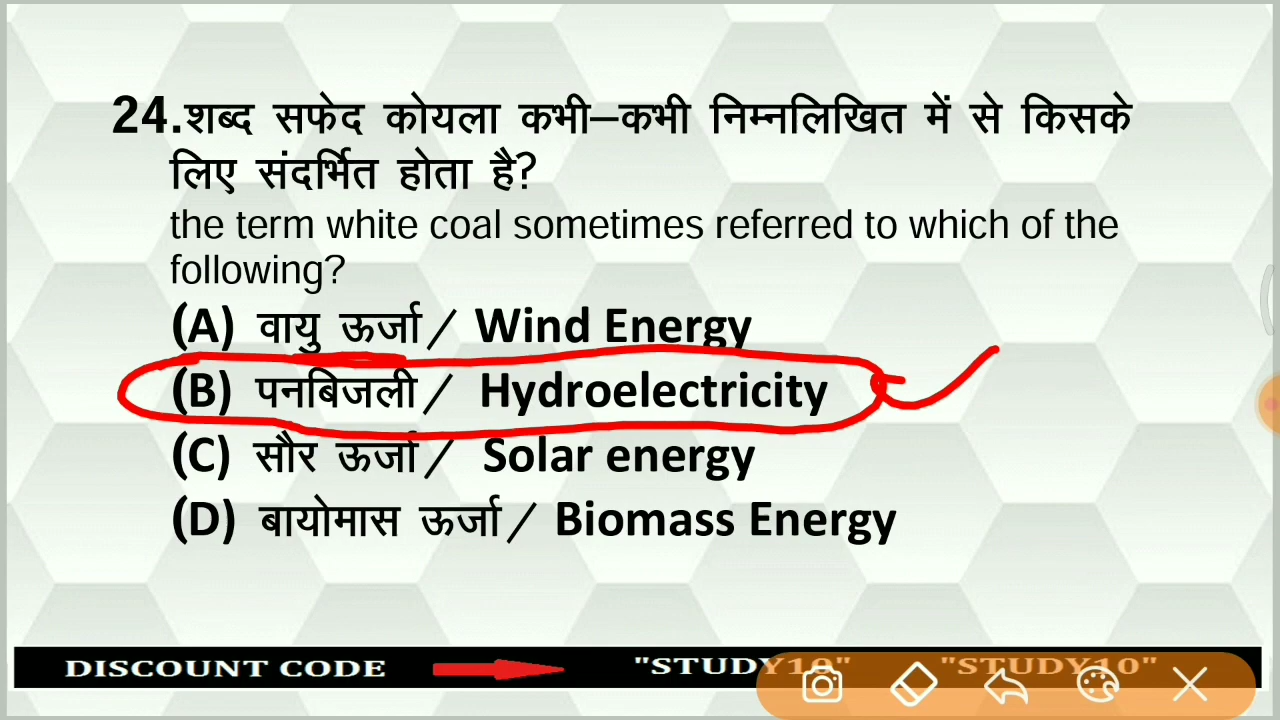 24.शब्द सफेद कोयला कभी–कभी निम्नलिखित में से किसके
लिए संदर्भित होता है?
the term white coal sometimes referred to which of the
following?
(A) वायु ऊर्जा/ Wind Energy
(B) पनबिजली/ Hydroelectricity
(C) सौर ऊर्जा/ Solar energy
(D) बायोमास ऊर्जा/ Biomass Energy
DISCOUNT CODE "STUDY10" "STUDY10"